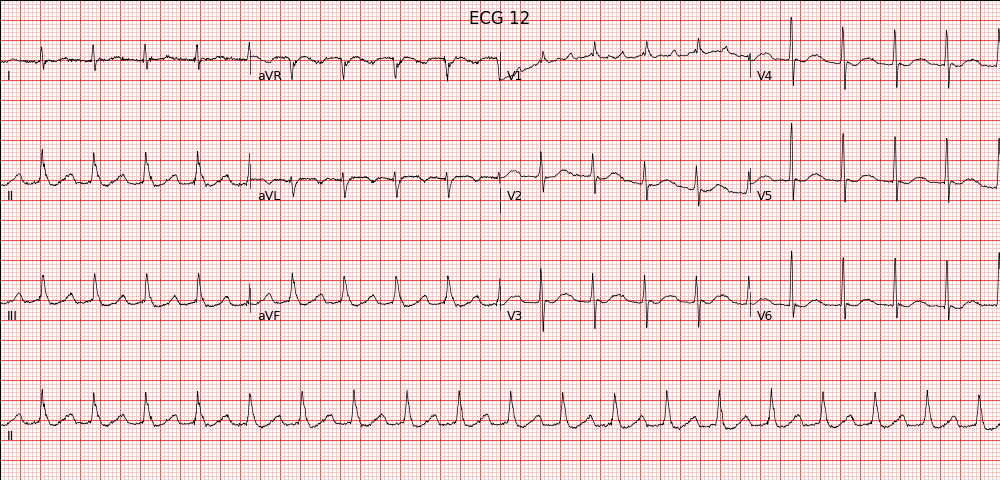 ECG 12
I aVR V1 V4
II aVL V2 V5
III aVF V3 V6
II